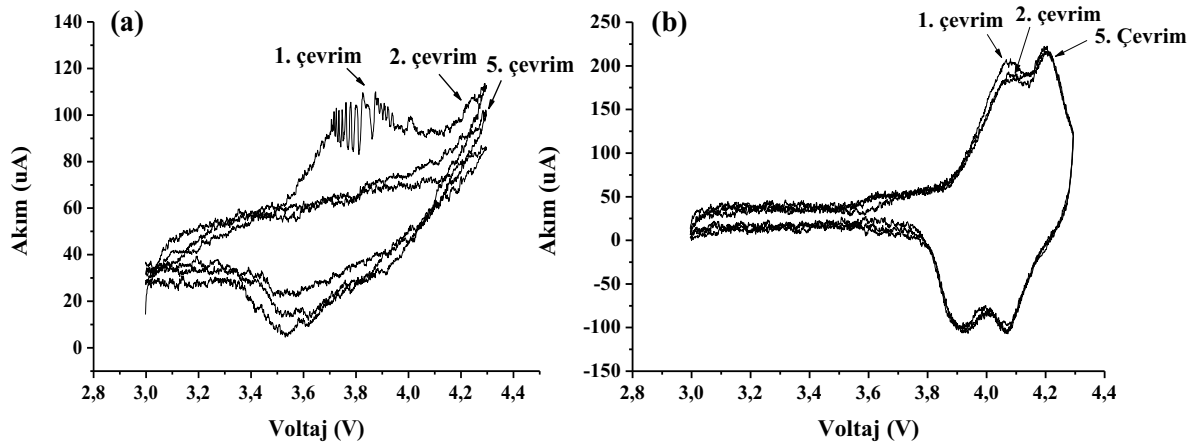 (a)
1. çevrim
2. çevrim
5. çevrim
Akım (uA)
140
120
100
80
60
40
20
0
2,8
3,0
3,2
3,4
3,6
3,8
4,0
4,2
4,4
Voltaj (V)
(b)
1. çevrim
2. çevrim
5. Çevrim
Akım (uA)
250
200
150
100
50
0
-50
-100
-150
2,8
3,0
3,2
3,4
3,6
3,8
4,0
4,2
4,4
Voltaj (V)